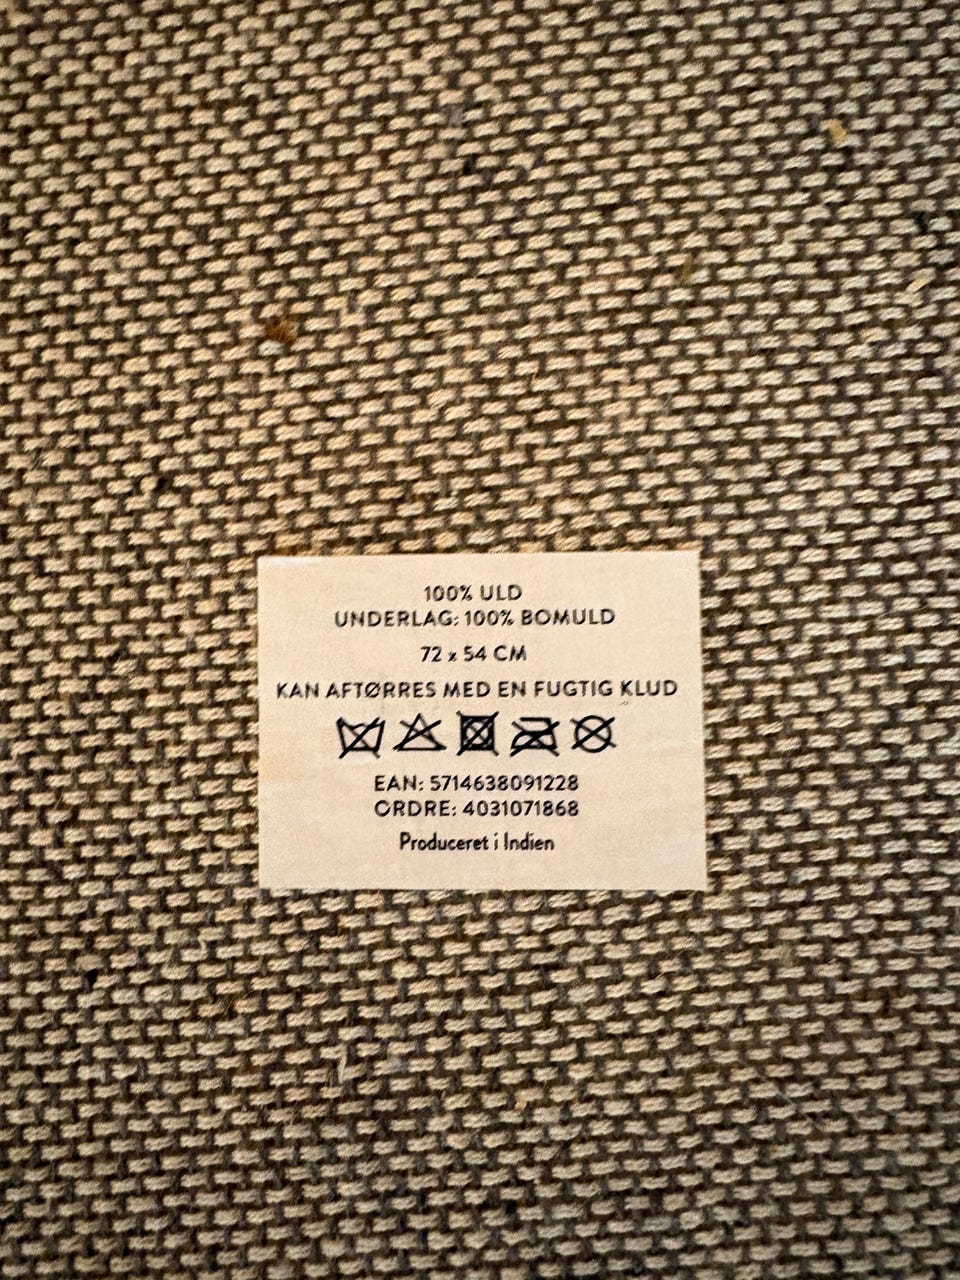 100% ULD
UNDERLAG: 100% BOMULD
72 x 54 CM
KAN AFTØRRES MED EN FUGTIG KLUD
EAN: 5714638091228
ORDRE: 4031071868
Produceret i Indien